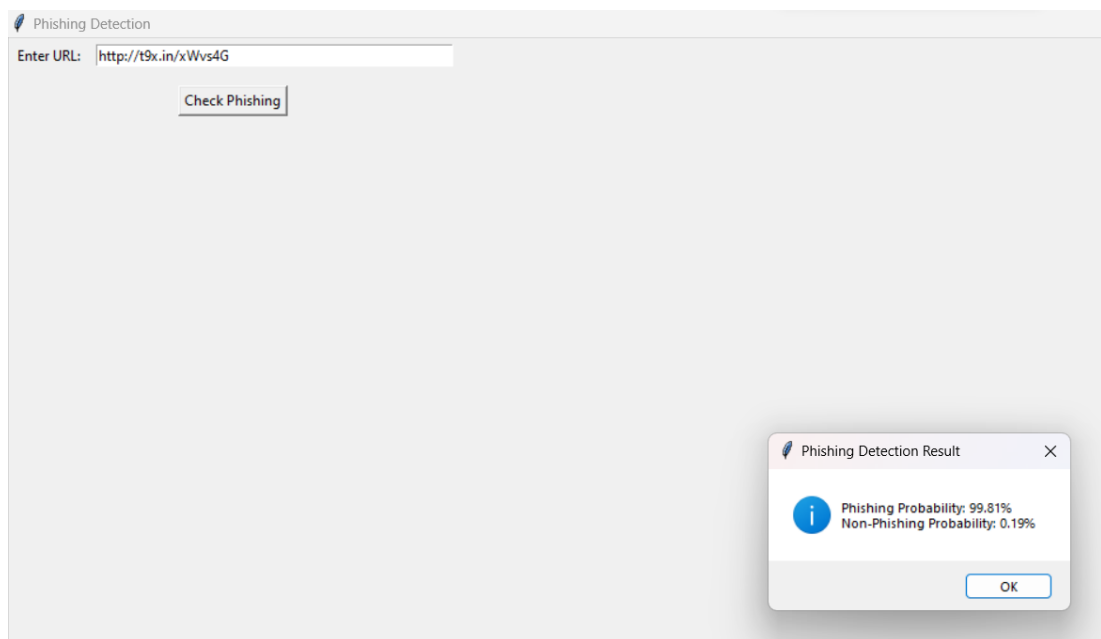 Phishing Detection
Enter URL: http://t9x.in/xWvs4G
Check Phishing
Phishing Detection Result
Phishing Probability: 99.81%
Non-Phishing Probability: 0.19%
OK